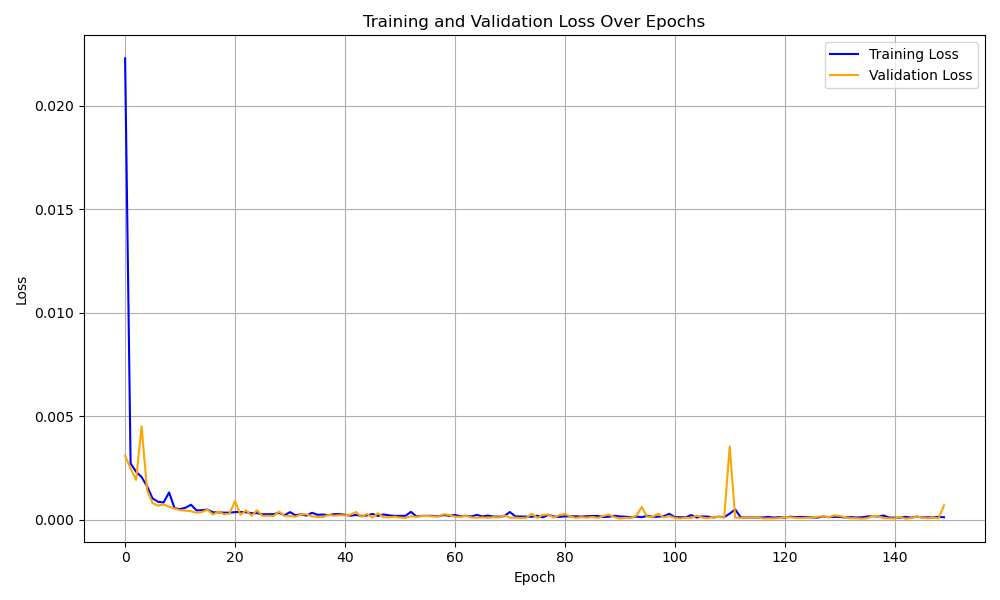 Training and Validation Loss Over Epochs
Training Loss
Validation Loss
0.020
0.015
0.010
0.005
0.000
Loss
0 20 40 60 80 100 120 140
Epoch